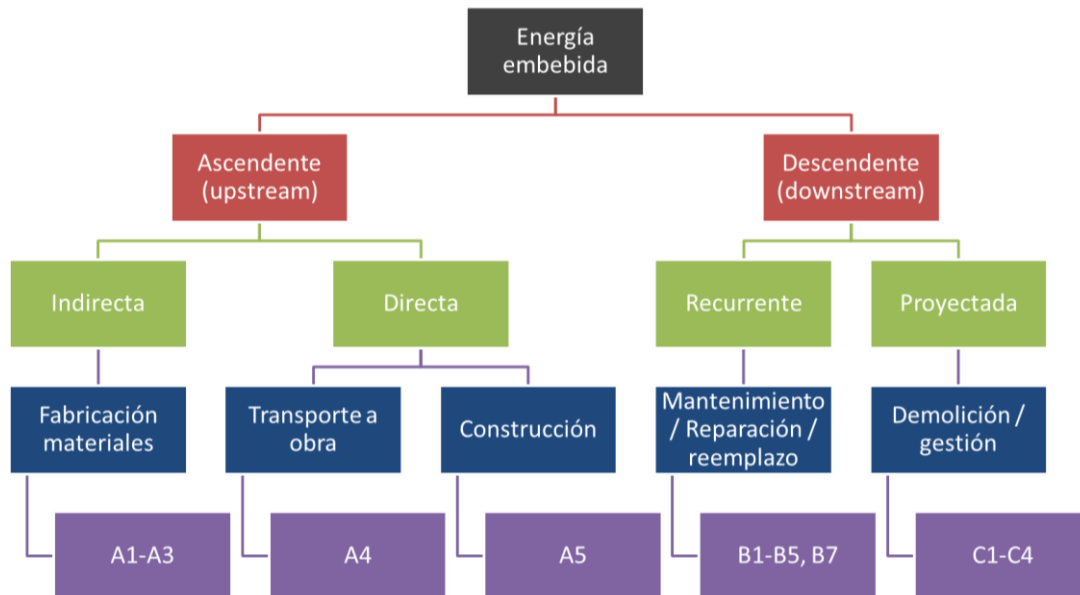 Energía
embebida
Ascendente
(upstream)
Descendente
(downstream)
Indirecta
Directa
Recurrente
Proyectada
Fabricación
materiales
Transporte a
obra
Construcción
Mantenimiento
/ Reparación /
reemplazo
Demolición /
gestión
A1-A3
A4
A5
B1-B5, B7
C1-C4